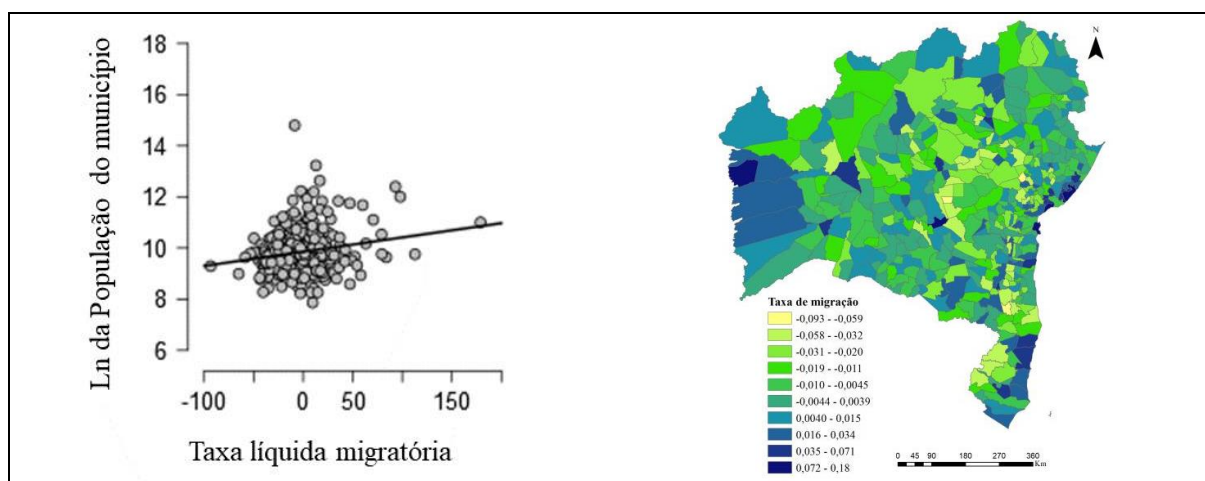 Ln da População do município
18
16
14
12
10
8
6
-100
0
50
150
Taxa líquida migratória
N
Taxa de migração
-0,093 - -0,059
-0,058 - -0,032
-0,031 - -0,020
-0,019 - -0,011
-0,010 - -0,0045
-0,0044 - 0,0039
0,0040 - 0,015
0,016 - 0,034
0,035 - 0,071
0,072 - 0,18
0 45 90 180 270 360
Km